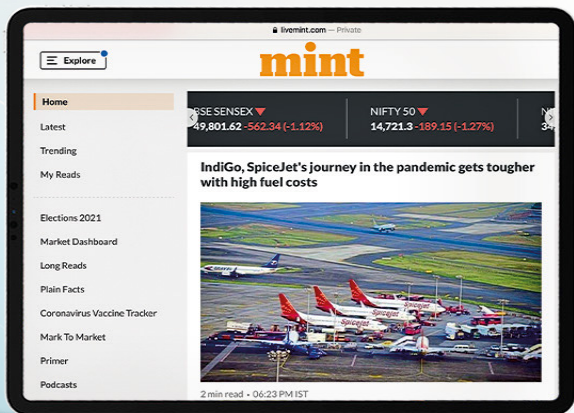 livemint.com — Private
Explore
mint
Home
Latest
Trending
My Reads
Elections 2021
Market Dashboard
Long Reads
Plain Facts
Coronavirus Vaccine Tracker
Mark To Market
Primer
Podcasts
SE SENSEX
49,801.62 -562.34 (-1.12%)
NIFTY 50
14,721.3 -189.15 (-1.27%)
IndiGo, SpiceJet's journey in the pandemic gets tougher
with high fuel costs
Spicejet
Spicejet
Spicejet
2 min read • 06:23 PM IST